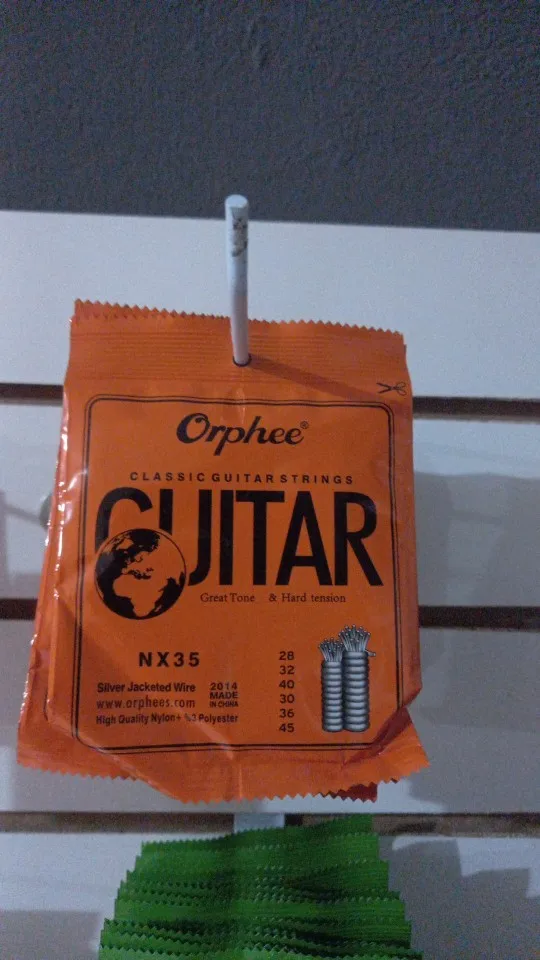 Orphee®
CLASSIC GUITAR STRINGS
GUITAR
Great Tone & Hard tension
NX35
Silver Jacketed Wire
www.orphees.com
2014
MADE
IN CHINA
High Quality Nylon+ %3 Polyester
28
32
40
30
36
45